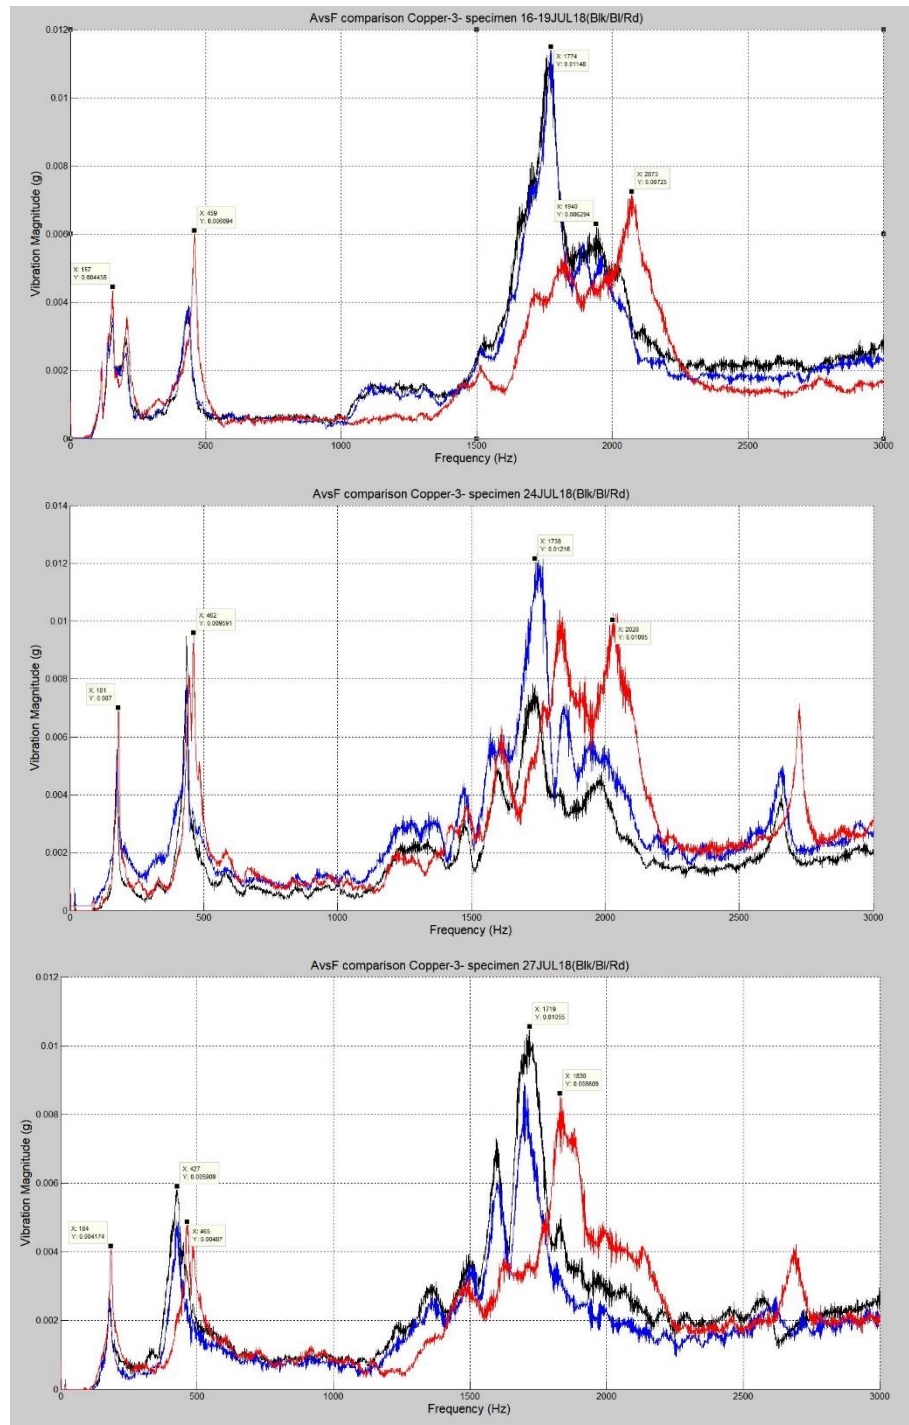 AvsF comparison Copper-3- specimen 16-19JUL18(Blk/Bl/Rd)
0.012
X: 1774
Y: 0.01148
0.01
Vibration Magnitude (g)
0.008
X: 2073
Y: 0.00725
X: 459
Y: 0.006094
X: 1940
Y: 0.006294
0.006
X: 157
Y: 0.004438
0.004
0.002
0
0
500
1000
1500
2000
2500
3000
Frequency (Hz)
AvsF comparison Copper-3- specimen 24JUL18(Blk/Bl/Rd)
0.014
X: 1738
Y: 0.01216
0.012
X: 462
Y: 0.009591
0.01
X: 2028
Y: 0.01005
Vibration Magnitude (g)
0.008
X: 181
Y: 0.007
0.006
0.004
0.002
0
0
500
1000
1500
2000
2500
3000
Frequency (Hz)
AvsF comparison Copper-3- specimen 27JUL18(Blk/Bl/Rd)
0.012
X: 1719
Y: 0.01055
0.01
X: 1830
Y: 0.008609
Vibration Magnitude (g)
0.008
X: 427
Y: 0.005909
0.006
X: 184
Y: 0.004174
X: 465
Y: 0.00487
0.004
0.002
0
0
500
1000
1500
2000
2500
3000
Frequency (Hz)